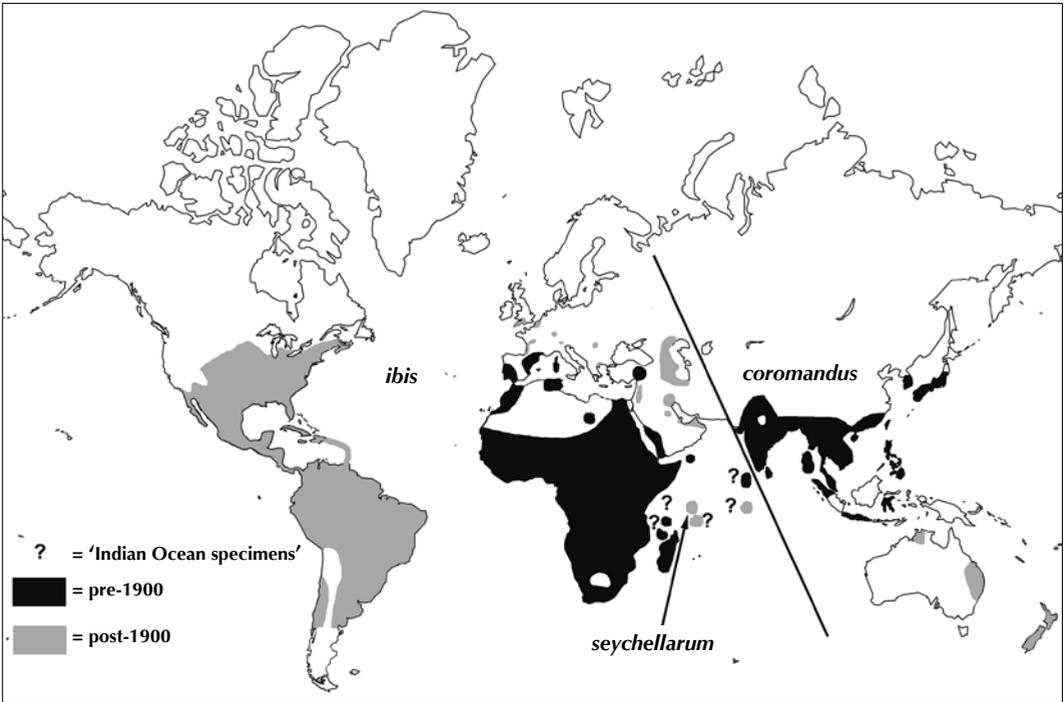 ibis
coromandus
?
?
?
?
?
seychellarum
? = ‘Indian Ocean specimens’
= pre-1900
= post-1900